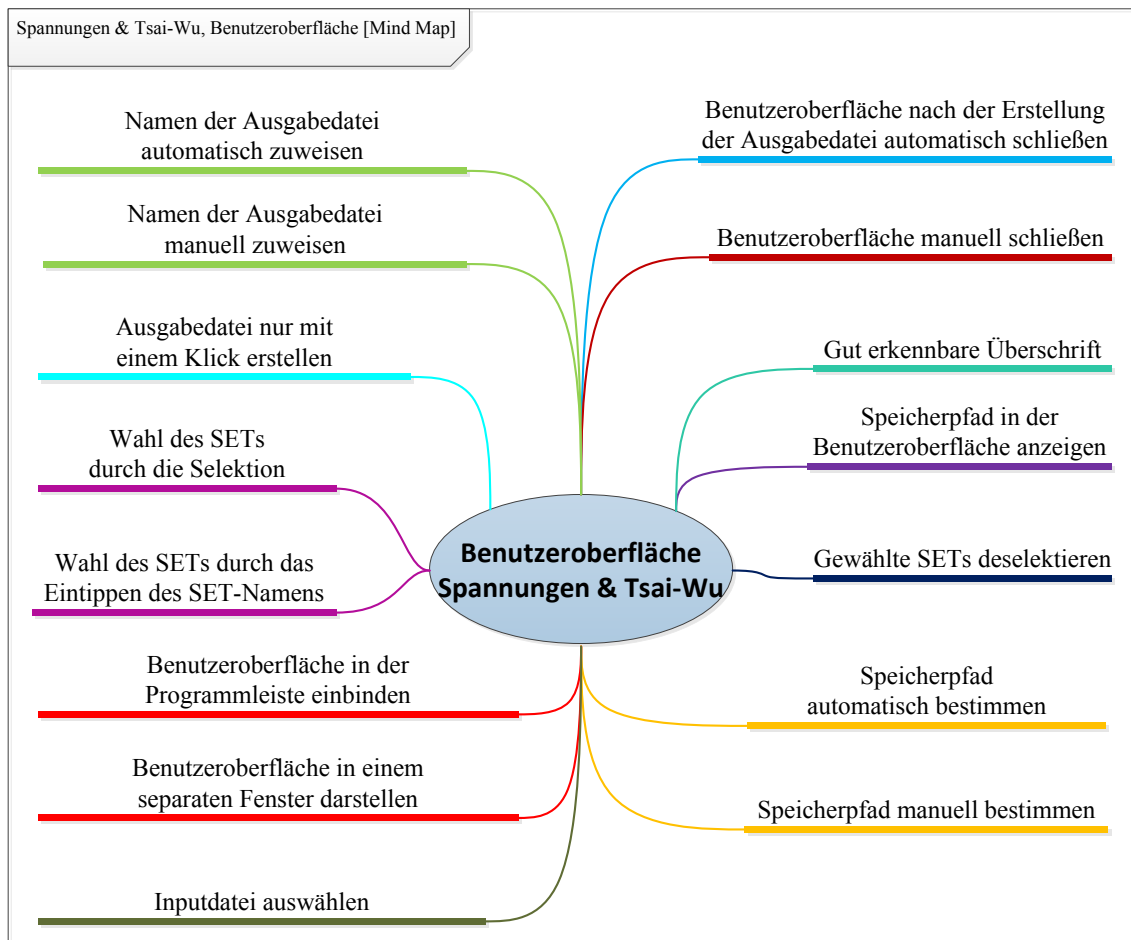 Spannungen & Tsai-Wu, Benutzeroberfläche [Mind Map]
Namen der Ausgabedatei
automatisch zuweisen
Namen der Ausgabedatei
manuell zuweisen
Ausgabedatei nur mit
einem Klick erstellen
Wahl des SETs
durch die Selektion
Wahl des SETs durch das
Eintippen des SET-Namens
Benutzeroberfläche in der
Programmleiste einbinden
Benutzeroberfläche in einem
separaten Fenster darstellen
Inputdatei auswählen
Benutzeroberfläche
Spannungen & Tsai-Wu
Benutzeroberfläche nach der Erstellung
der Ausgabedatei automatisch schließen
Benutzeroberfläche manuell schließen
Gut erkennbare Überschrift
Speicherpfad in der
Benutzeroberfläche anzeigen
Gewählte SETs deselektieren
Speicherpfad
automatisch bestimmen
Speicherpfad manuell bestimmen